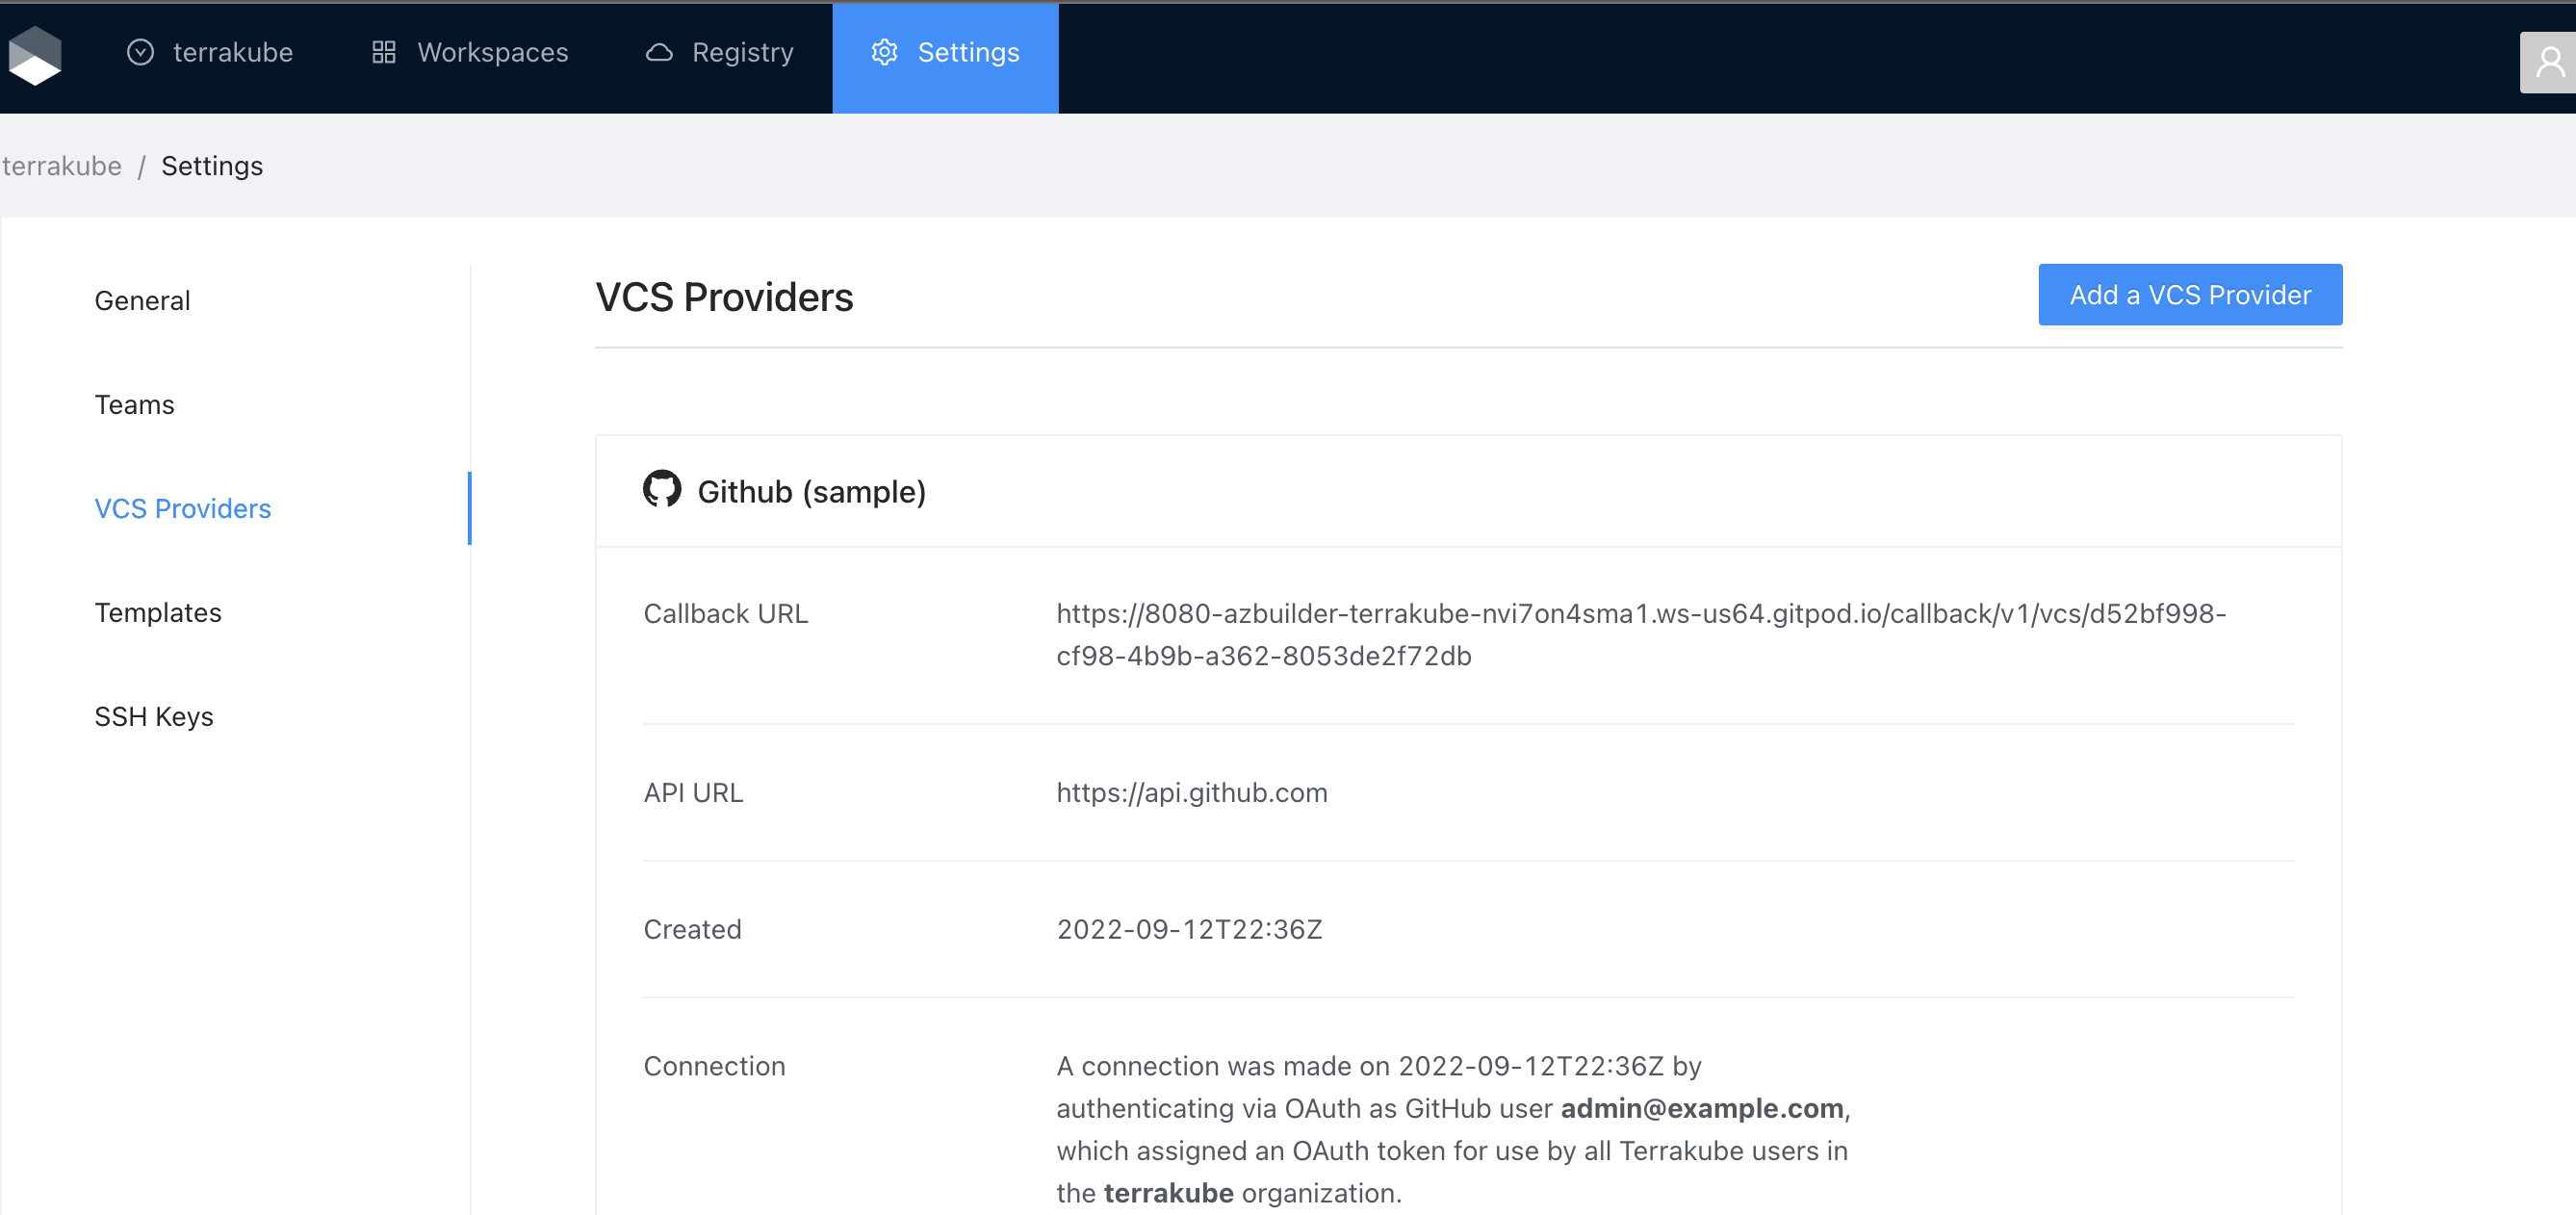 terrakube
Workspaces
Registry
Settings
terrakube / Settings
General
Teams
VCS Providers
Templates
SSH Keys
VCS Providers
Add a VCS Provider
Github (sample)
Callback URL
https://8080-azbuilder-terrakube-nvi7on4sma1.ws-us64.gitpod.io/callback/v1/vcs/d52bf998-
cf98-4b9b-a362-8053de2f72db
API URL
https://api.github.com
Created
2022-09-12T22:36Z
Connection
A connection was made on 2022-09-12T22:36Z by
authenticating via OAuth as GitHub user admin@example.com,
which assigned an OAuth token for use by all Terrakube users in
the terrakube organization.